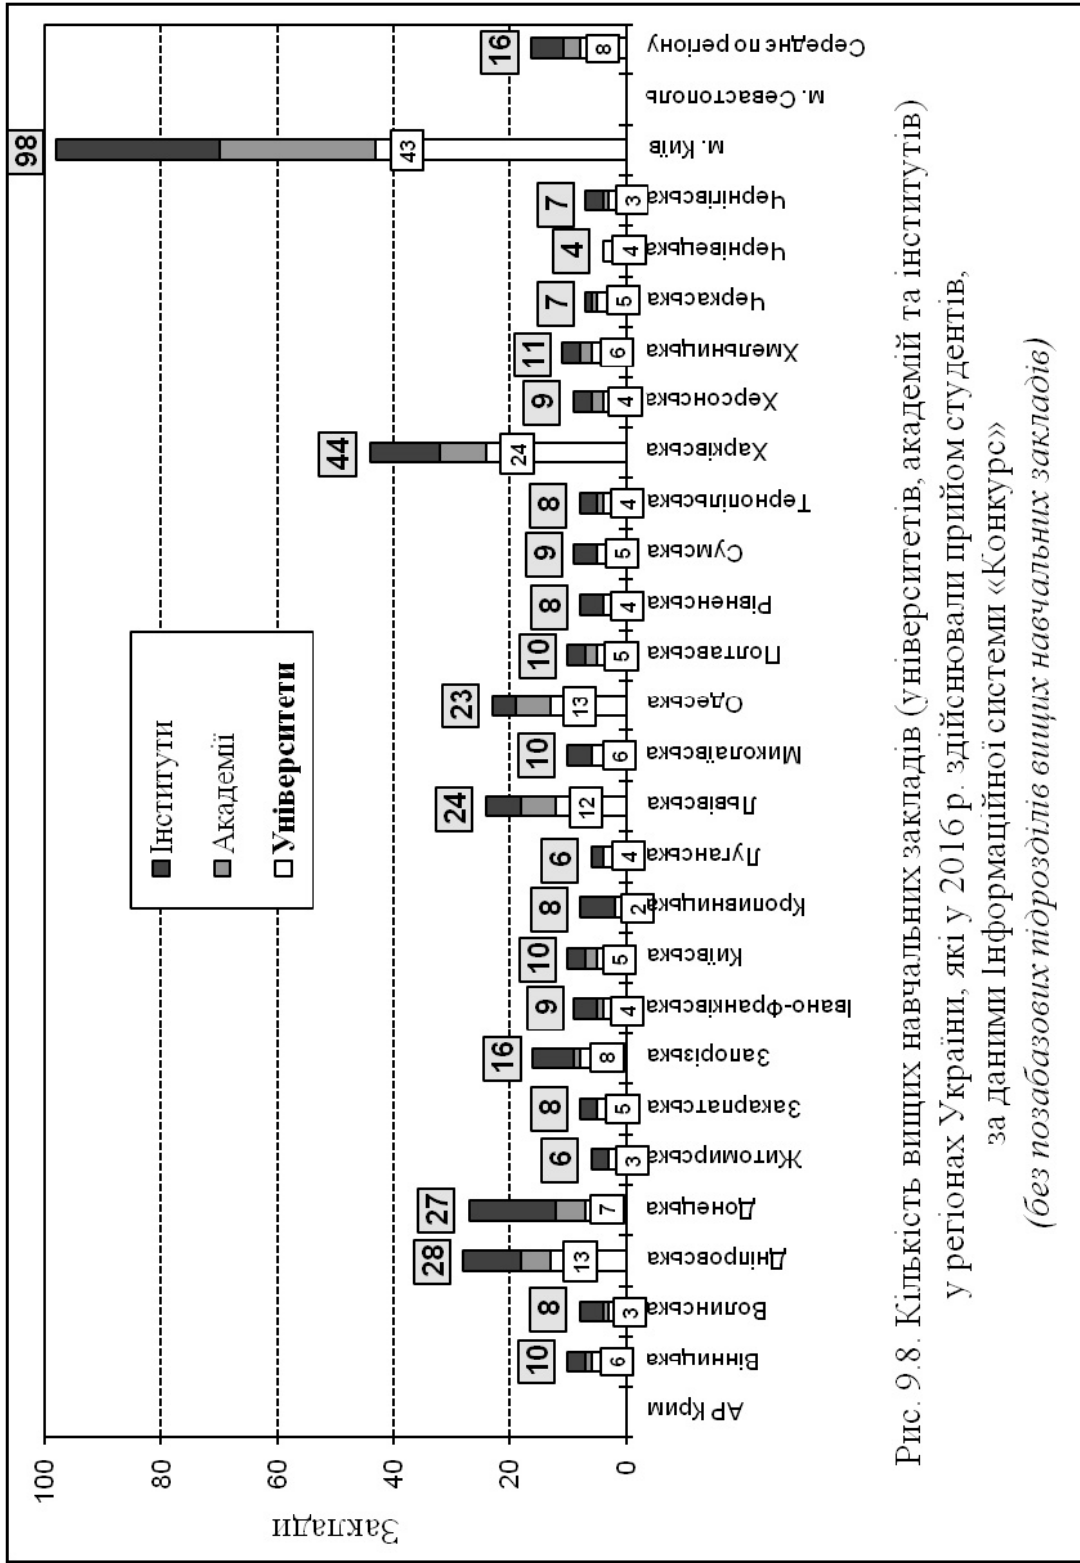 Заклади
100
80
60
40
20
0
Інститути
Академії
Університети
10
8
28
27
6
8
16
9
10
8
6
24
10
23
10
8
9
8
44
9
11
7
4
7
98
16
6
3
13
7
3
5
8
4
5
2
4
12
6
13
5
4
5
4
24
4
6
5
4
3
43
8
АР Крим
Вінницька
Волинська
Дніпровська
Донецька
Житомирська
Закарпатська
Запорізька
Івано-Франківська
Київська
Кропивницька
Луганська
Львівська
Миколаївська
Одеська
Полтавська
Рівненська
Сумська
Тернопільська
Харківська
Херсонська
Хмельницька
Черкаська
Чернівецька
Чернігівська
м. Київ
м. Севастополь
Середнє по регіону
Рис. 9.8. Кількість вищих навчальних закладів (університетів, академій та інститутів)
у регіонах України, які у 2016 р. здійснювали прийом студентів,
за даними Інформаційної системи «Конкурс»
(без позабазових підрозділів вищих навчальних закладів)